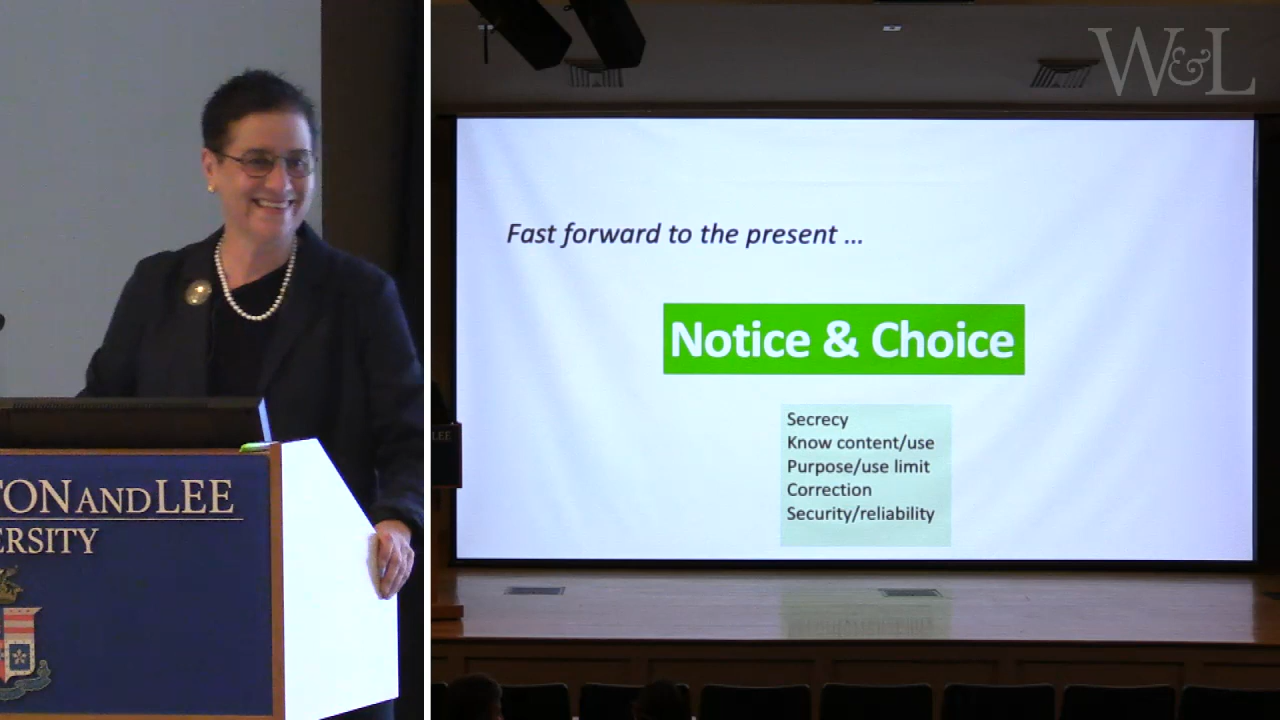 TON AND LEE
ERSITY
W&L
LEE
Fast forward to the present ...
Notice & Choice
Secrecy
Know content/use
Purpose/use limit
Correction
Security/reliability